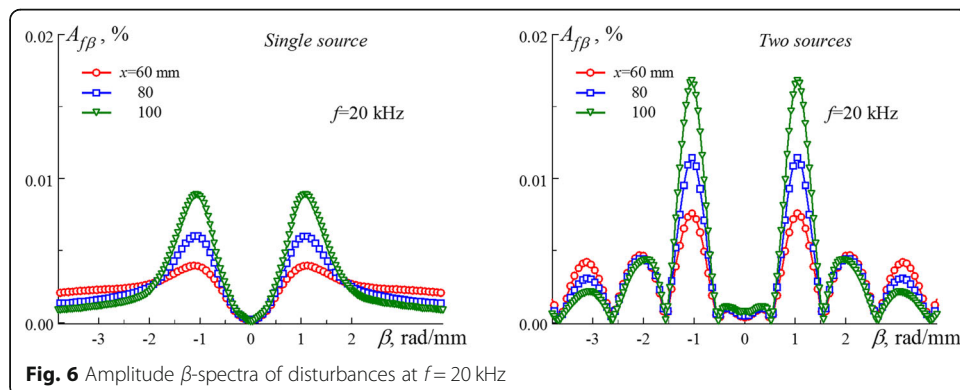 0.02
A_fβ , %
Single source
x=60 mm
80
100
f=20 kHz
0.01
0.00
-3 -2 -1 0 1 2 β, rad/mm
0.02
A_fβ , %
Two sources
x=60 mm
80
100
f=20 kHz
0.01
0.00
-3 -2 -1 0 1 2 β, rad/mm
Fig. 6 Amplitude β-spectra of disturbances at f = 20 kHz